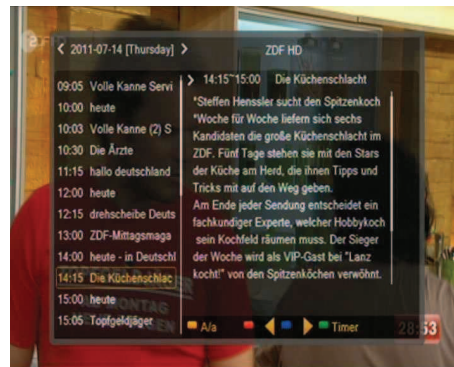 2011-07-14 [Thursday]
ZDF HD
09:05 Volle Kanne Servi
10:00 heute
10:03 Volle Kanne (2) S
10:30 Die Ärzte
11:15 hallo deutschland
12:00 heute
12:15 drehscheibe Deuts
13:00 ZDF-Mittagsmaga
14:00 heute - in Deutschl
14:15 Die Küchenschlac
15:00 heute
15:05 Topfgeldjäger
14:15~15:00 Die Küchenschlacht
*Steffen Henssler sucht den Spitzenkoch
*Woche für Woche liefern sich sechs
Kandidaten die große Küchenschlacht im
ZDF. Fünf Tage stehen sie mit den Stars
der Küche am Herd, die ihnen Tipps und
Tricks mit auf den Weg geben.
Am Ende jeder Sendung entscheidet ein
fachkundiger Experte, welcher Hobbykoch
sein Kochfeld räumen muss. Der Sieger
der Woche wird als VIP-Gast bei "Lanz
kocht!" von den Spitzenköchen verwöhnt.
A/a
Timer
28:53